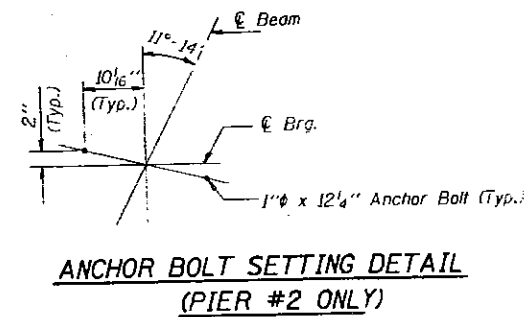 ℄ Beam
11°-14'
10 1/16"
(Typ.)
2"
(Typ.)
℄ Brg.
1"φ x 12 1/4" Anchor Bolt (Typ.)
ANCHOR BOLT SETTING DETAIL
(PIER #2 ONLY)